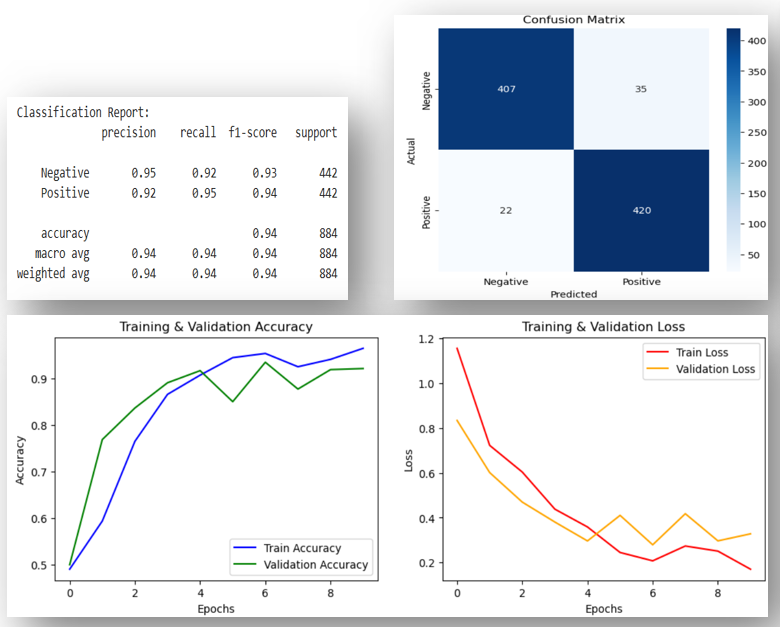 Classification Report:
precision recall f1-score support
Negative 0.95 0.92 0.93 442
Positive 0.92 0.95 0.94 442
accuracy 0.94 884
macro avg 0.94 0.94 0.94 884
weighted avg 0.94 0.94 0.94 884
Confusion Matrix
Actual
Negative
407 35
Positive
22 420
Negative Positive
Predicted
400
350
300
250
200
150
100
50
Training & Validation Accuracy
Accuracy
0.9
0.8
0.7
0.6
0.5
Train Accuracy
Validation Accuracy
0 2 4 6 8
Epochs
Training & Validation Loss
Loss
1.2
1.0
0.8
0.6
0.4
0.2
Train Loss
Validation Loss
0 2 4 6 8
Epochs